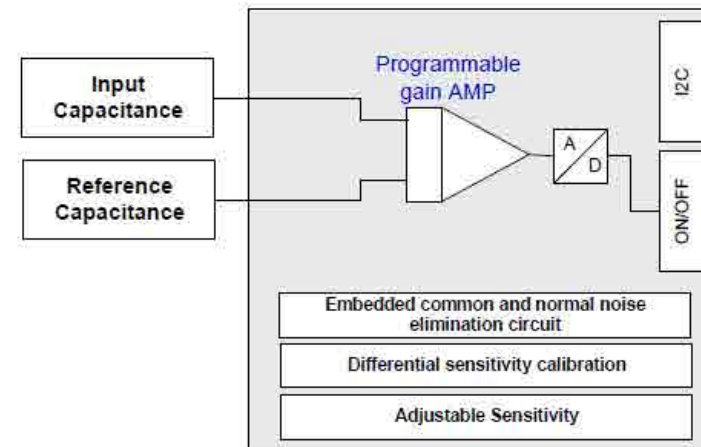 Input
Capacitance
Reference
Capacitance
Programmable
gain AMP
A
D
I2C
ON/OFF
Embedded common and normal noise
elimination circuit
Differential sensitivity calibration
Adjustable Sensitivity